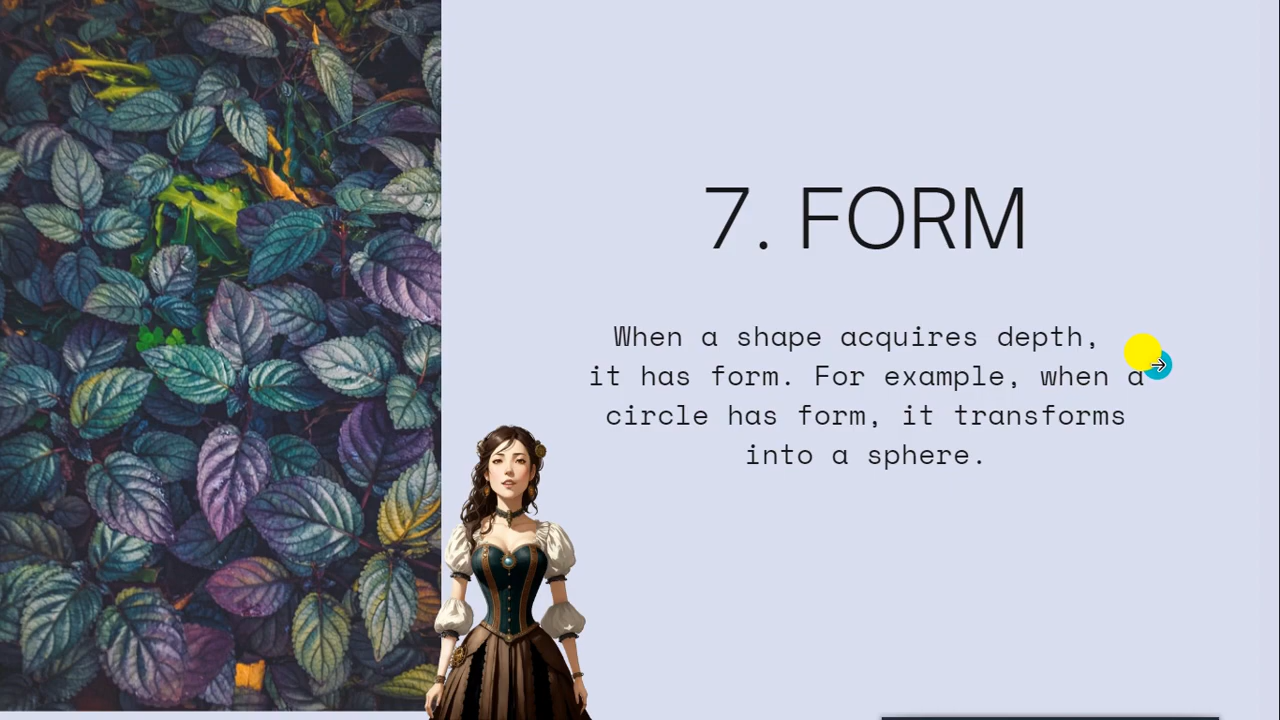 7. FORM
When a shape acquires depth,
it has form. For example, when a
circle has form, it transforms
into a sphere.